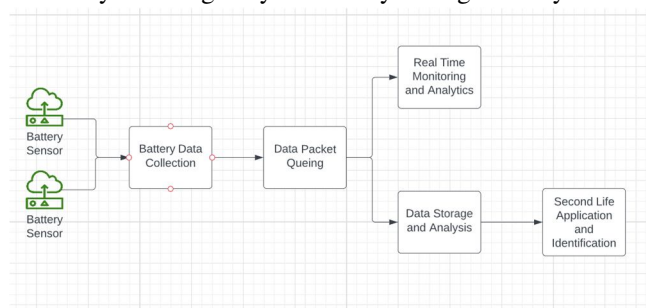 Real Time
Monitoring
and Analytics
Battery
Sensor
Battery Data
Collection
Data Packet
Queing
Battery
Sensor
Data Storage
and Analysis
Second Life
Application
and
Identification